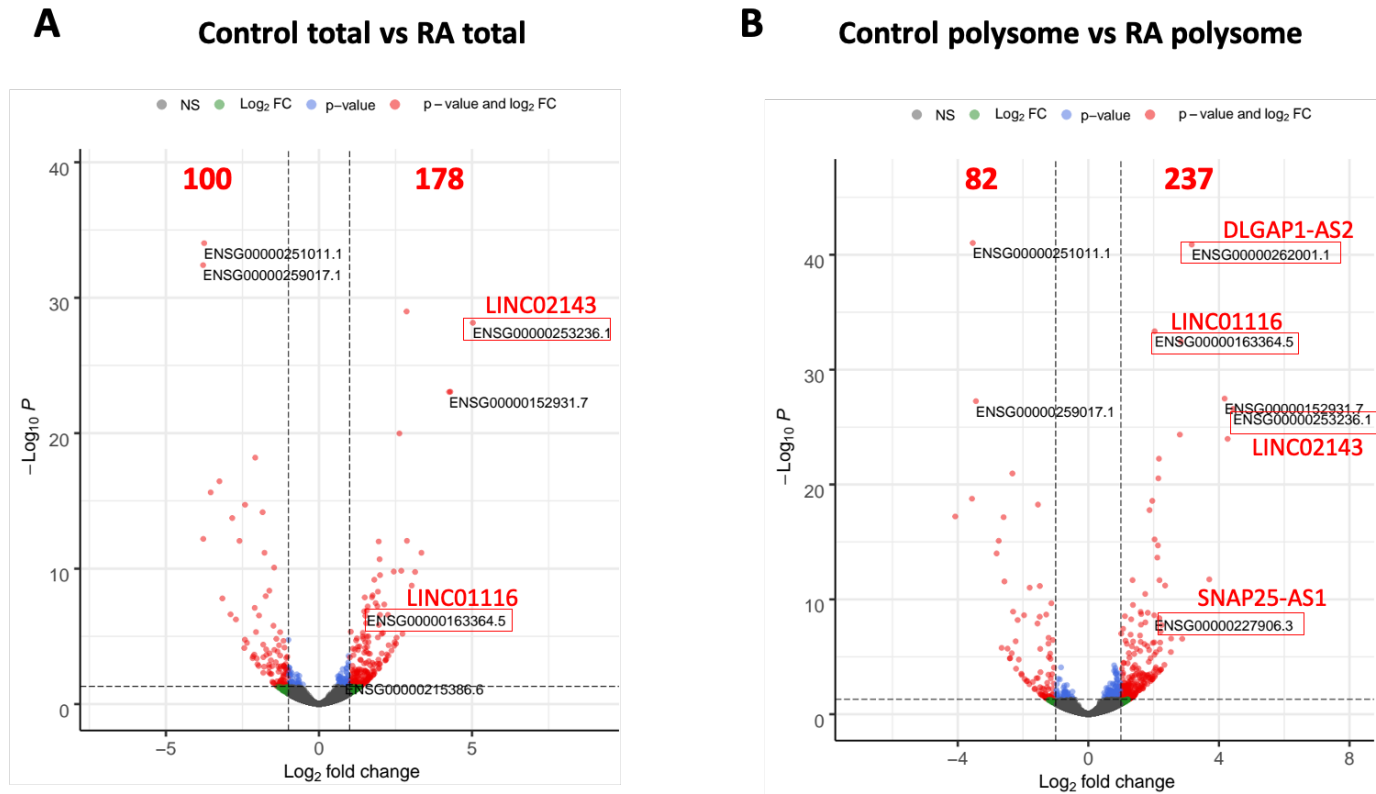 A
Control total vs RA total
NS Log2 FC p−value p − value and log2 FC
100
178
ENSG00000251011.1
ENSG00000259017.1
LINC02143
ENSG00000253236.1
ENSG00000152931.7
LINC01116
ENSG00000163364.5
ENSG00000215386.6
40
30
20
10
0
−Log10 P
−5
0
5
Log2 fold change
B
Control polysome vs RA polysome
NS Log2 FC p−value p − value and log2 FC
82
237
DLGAP1-AS2
ENSG00000251011.1
ENSG00000262001.1
LINC01116
ENSG00000163364.5
ENSG00000259017.1
ENSG00000152931.7
ENSG00000253236.1
LINC02143
SNAP25-AS1
ENSG00000227906.3
40
30
20
10
0
−Log10 P
−4
0
4
8
Log2 fold change